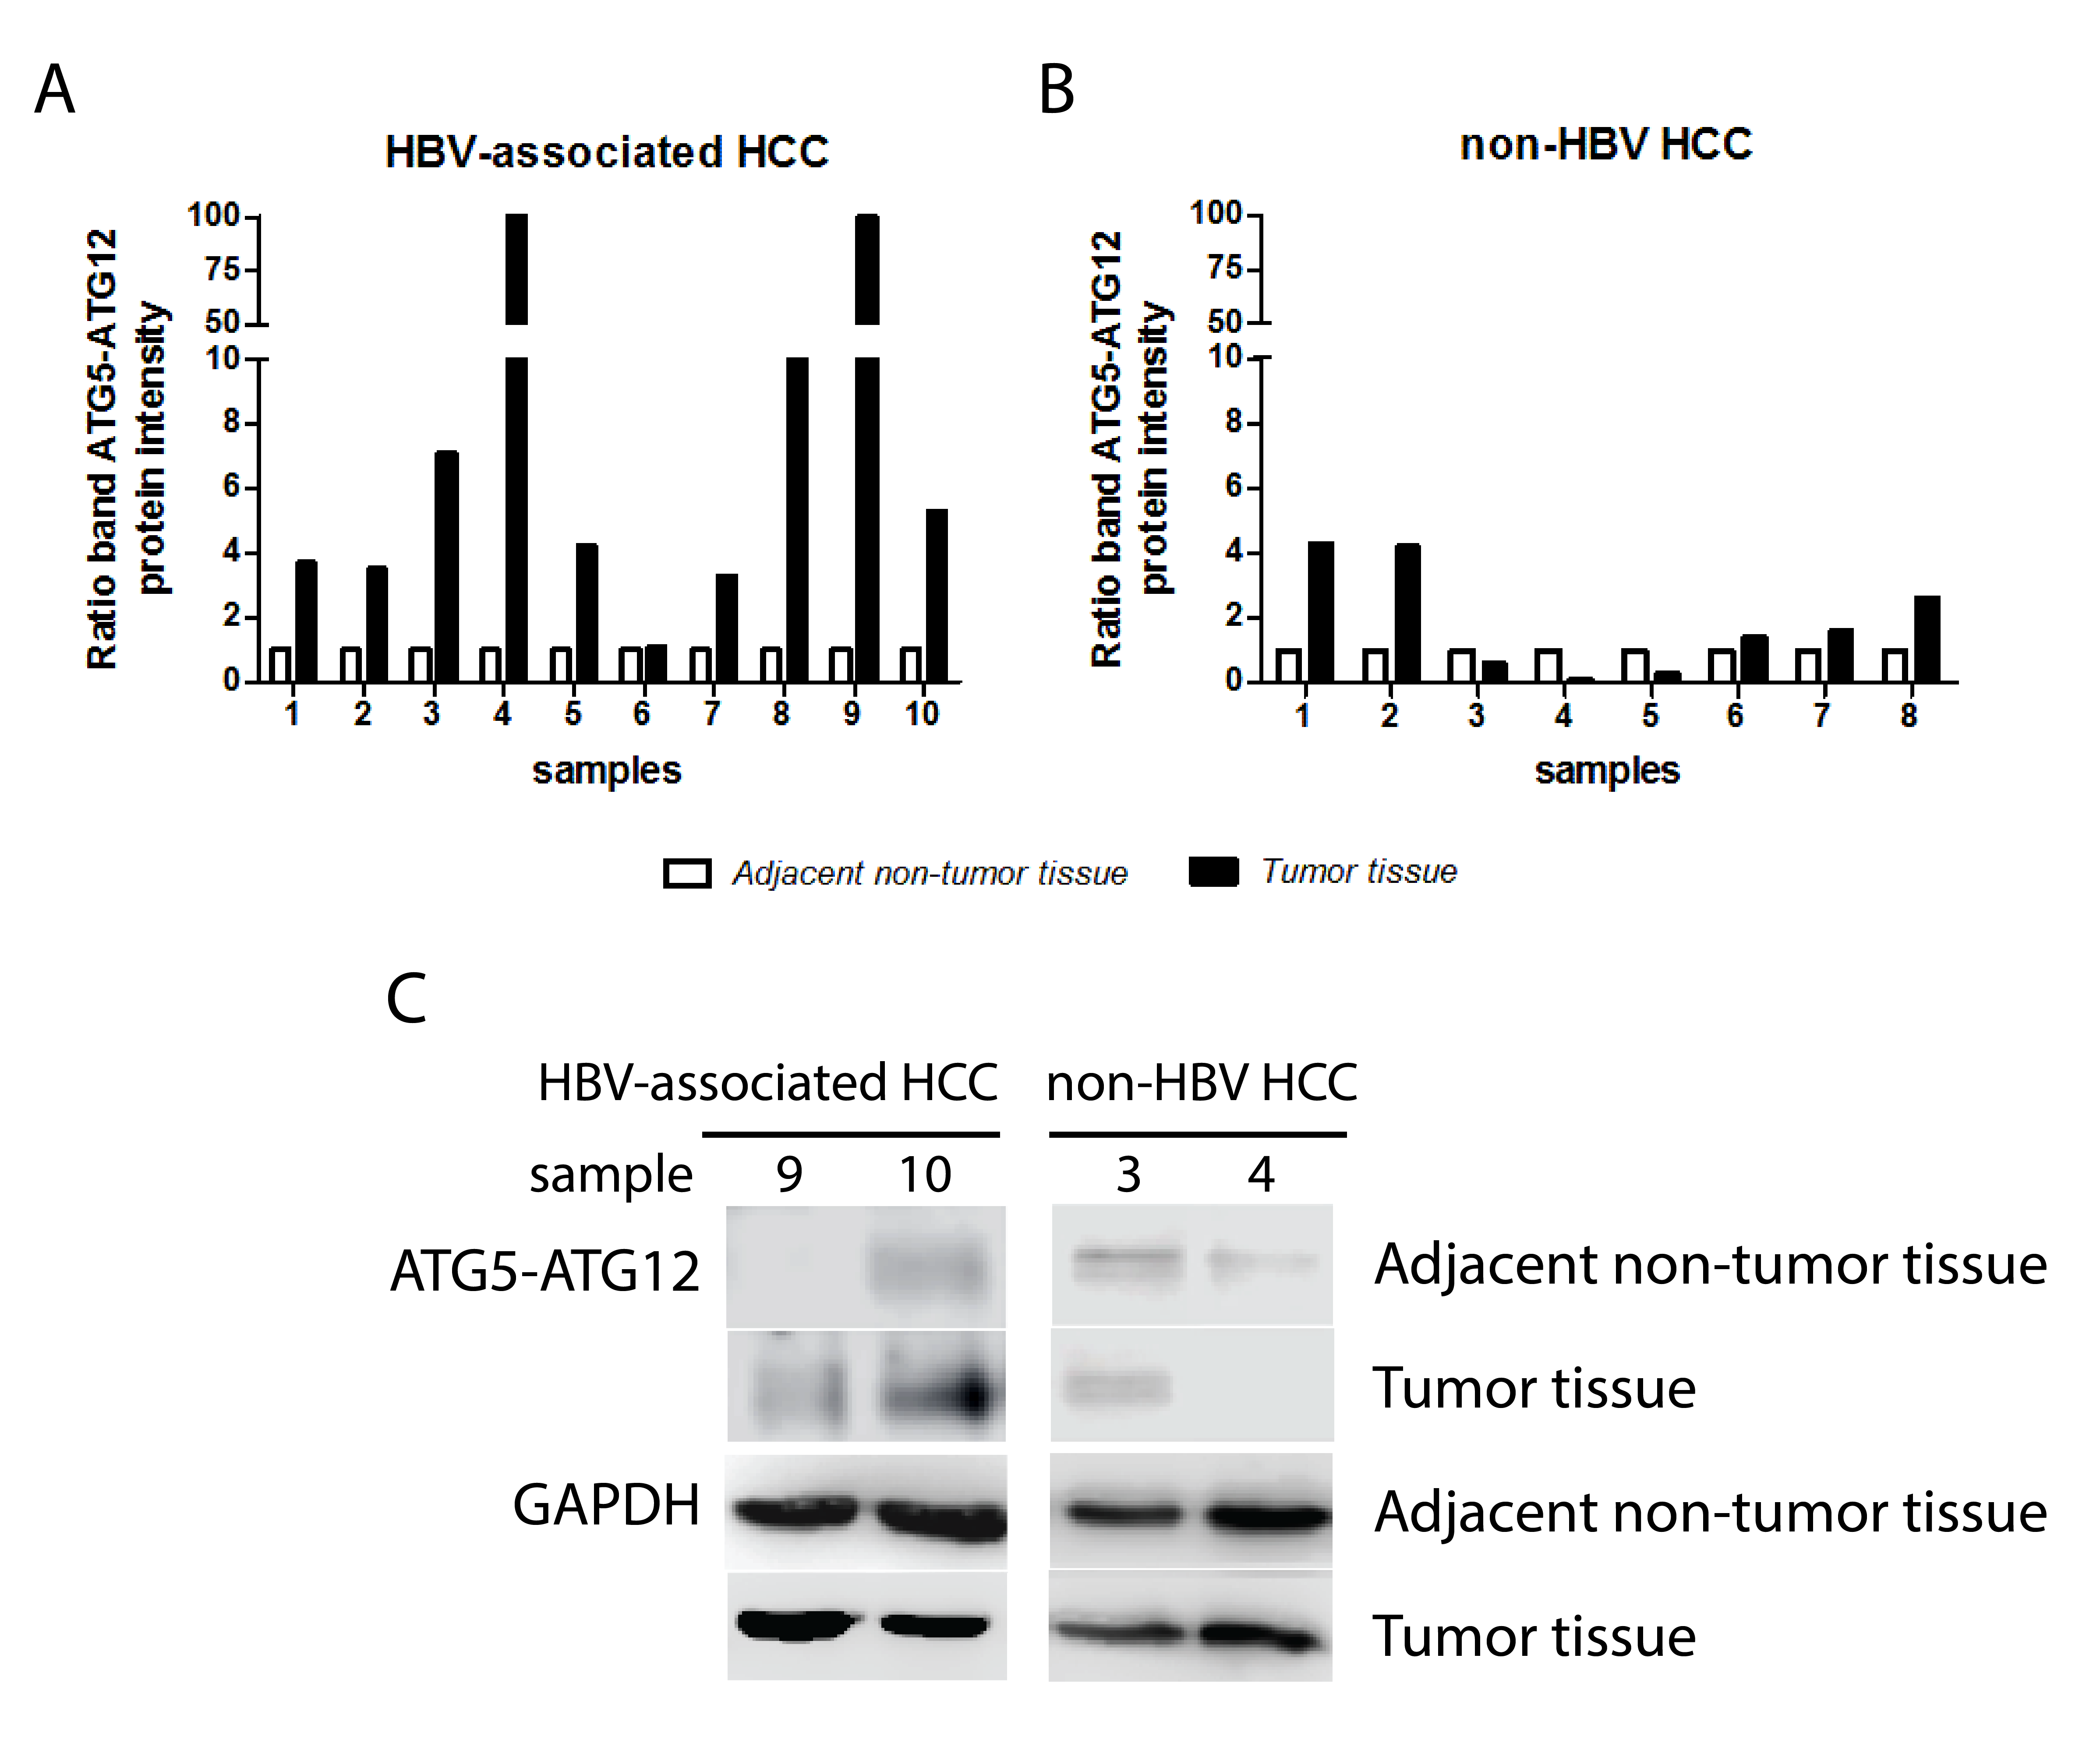 A
HBV-associated HCC
Ratio band ATG5-ATG12
protein intensity
100
75
50
10
8
6
4
2
0
1 2 3 4 5 6 7 8 9 10
samples
B
non-HBV HCC
Ratio band ATG5-ATG12
protein intensity
100
75
50
10
8
6
4
2
0
1 2 3 4 5 6 7 8
samples
Adjacent non-tumor tissue Tumor tissue
C
HBV-associated HCC non-HBV HCC
sample 9 10 3 4
ATG5-ATG12 Adjacent non-tumor tissue
Tumor tissue
GAPDH Adjacent non-tumor tissue
Tumor tissue